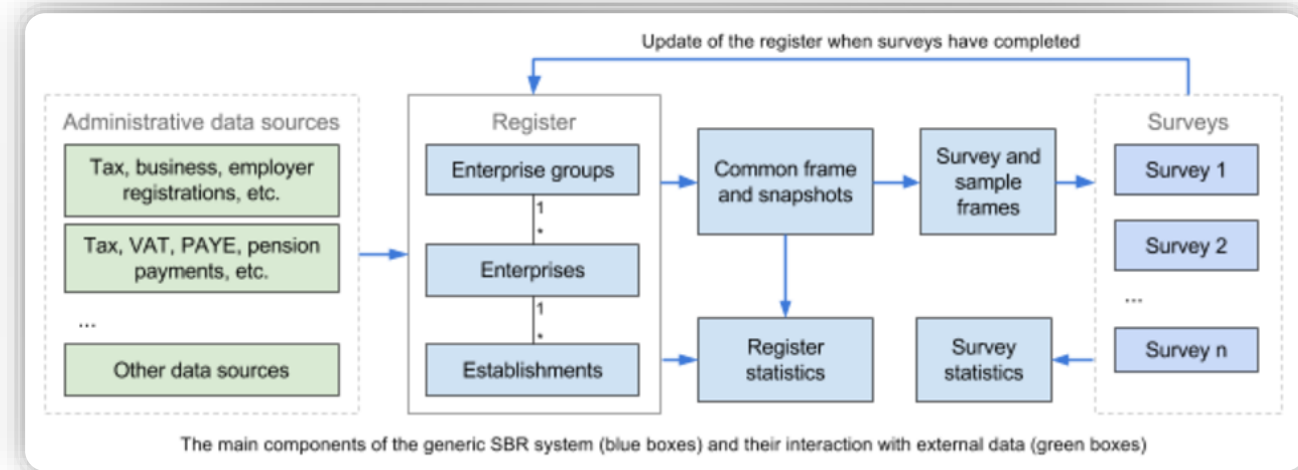 Update of the register when surveys have completed
Administrative data sources
Tax, business, employer
registrations, etc.
Tax, VAT, PAYE, pension
payments, etc.
...
Other data sources
Register
Enterprise groups
1
*
Enterprises
1
*
Establishments
Common frame
and snapshots
Register
statistics
Survey and
sample
frames
Survey
statistics
Surveys
Survey 1
Survey 2
...
Survey n
The main components of the generic SBR system (blue boxes) and their interaction with external data (green boxes)